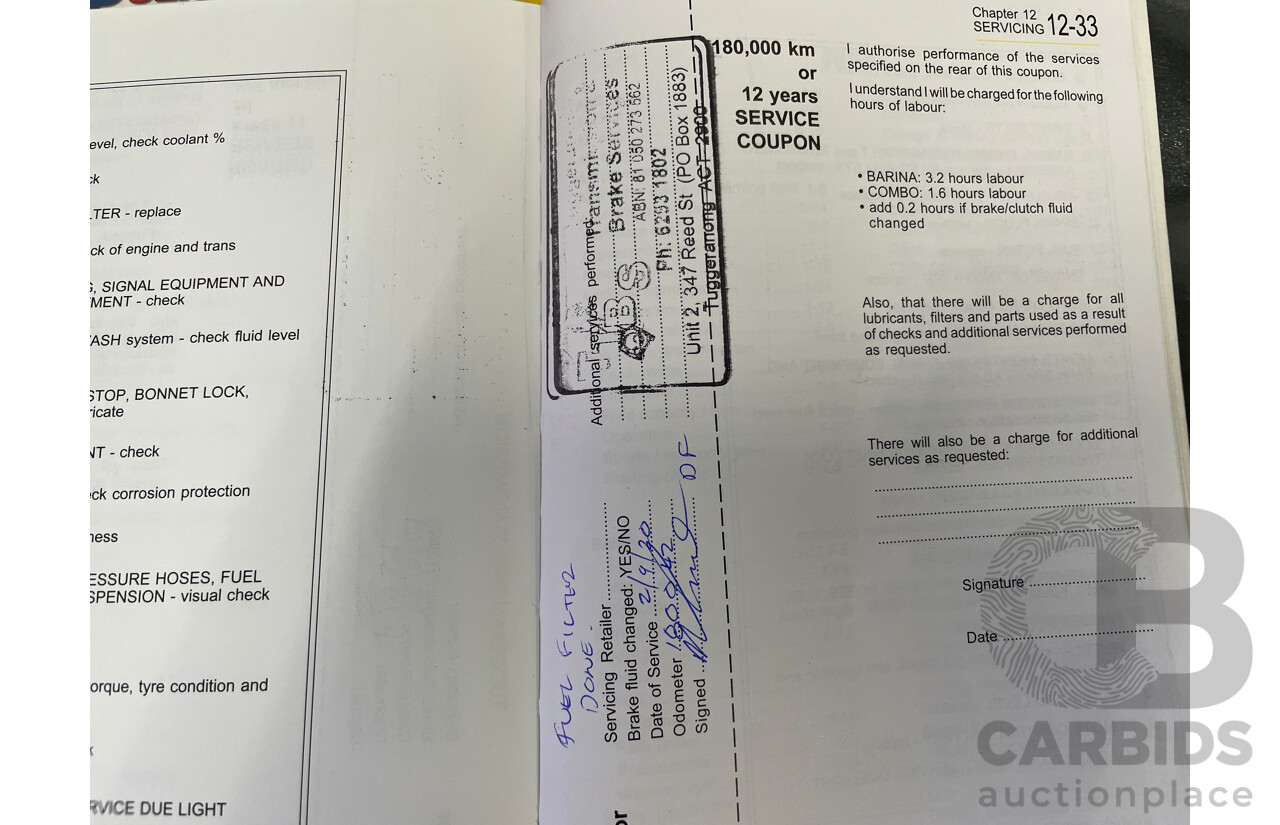 evel, check coolant %
ck
LTER - replace
ck of engine and trans
, SIGNAL EQUIPMENT AND
MENT - check
ASH system - check fluid level
STOP, BONNET LOCK,
ricate
NT - check
ck corrosion protection
ness
ESSURE HOSES, FUEL
SPENSION - visual check
orque, tyre condition and
RVICE DUE LIGHT
FUEL FILTER
DONE -
Servicing Retailer
Brake fluid changed: YES/NO
Date of Service 2/9/20
Odometer
Signed DF
Additional services performed:
Brake Services
ABN: 81 050 273 562
TBS
Ph: 6293 1802
Unit 2, 347 Reed St (PO Box 1883)
Tuggeranong ACT 2900
or
180,000 km
or
12 years
SERVICE
COUPON
Chapter 12
SERVICING 12-33
I authorise performance of the services
specified on the rear of this coupon.
I understand I will be charged for the following
hours of labour:
• BARINA: 3.2 hours labour
• COMBO: 1.6 hours labour
• add 0.2 hours if brake/clutch fluid
changed
Also, that there will be a charge for all
lubricants, filters and parts used as a result
of checks and additional services performed
as requested.
There will also be a charge for additional
services as requested:
Signature
Date
CARBIDS
auctionplace